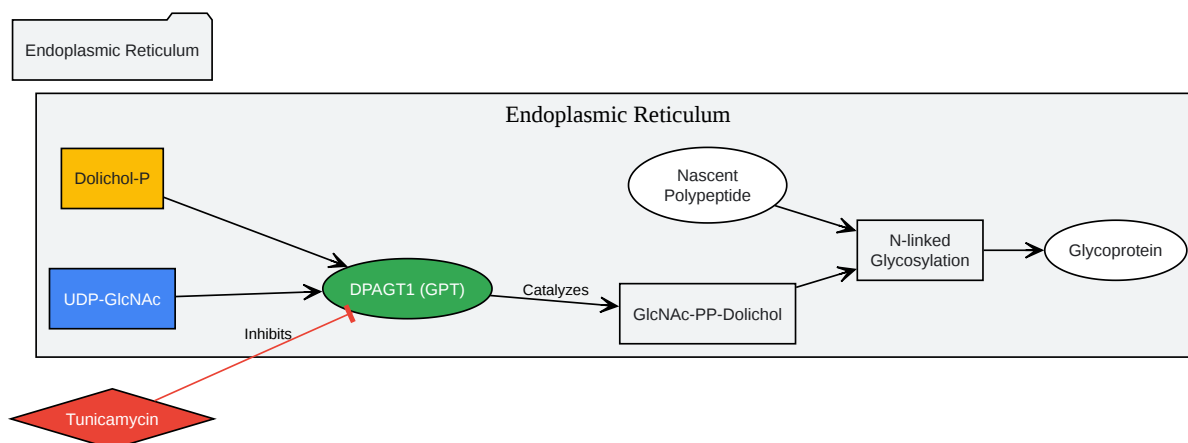 Endoplasmic Reticulum
Endoplasmic Reticulum
Dolichol-P
Nascent
Polypeptide
N-linked
Glycosylation
Glycoprotein
UDP-GlcNAc
DPAGT1 (GPT)
Catalyzes
GlcNAc-PP-Dolichol
Inhibits
Tunicamycin